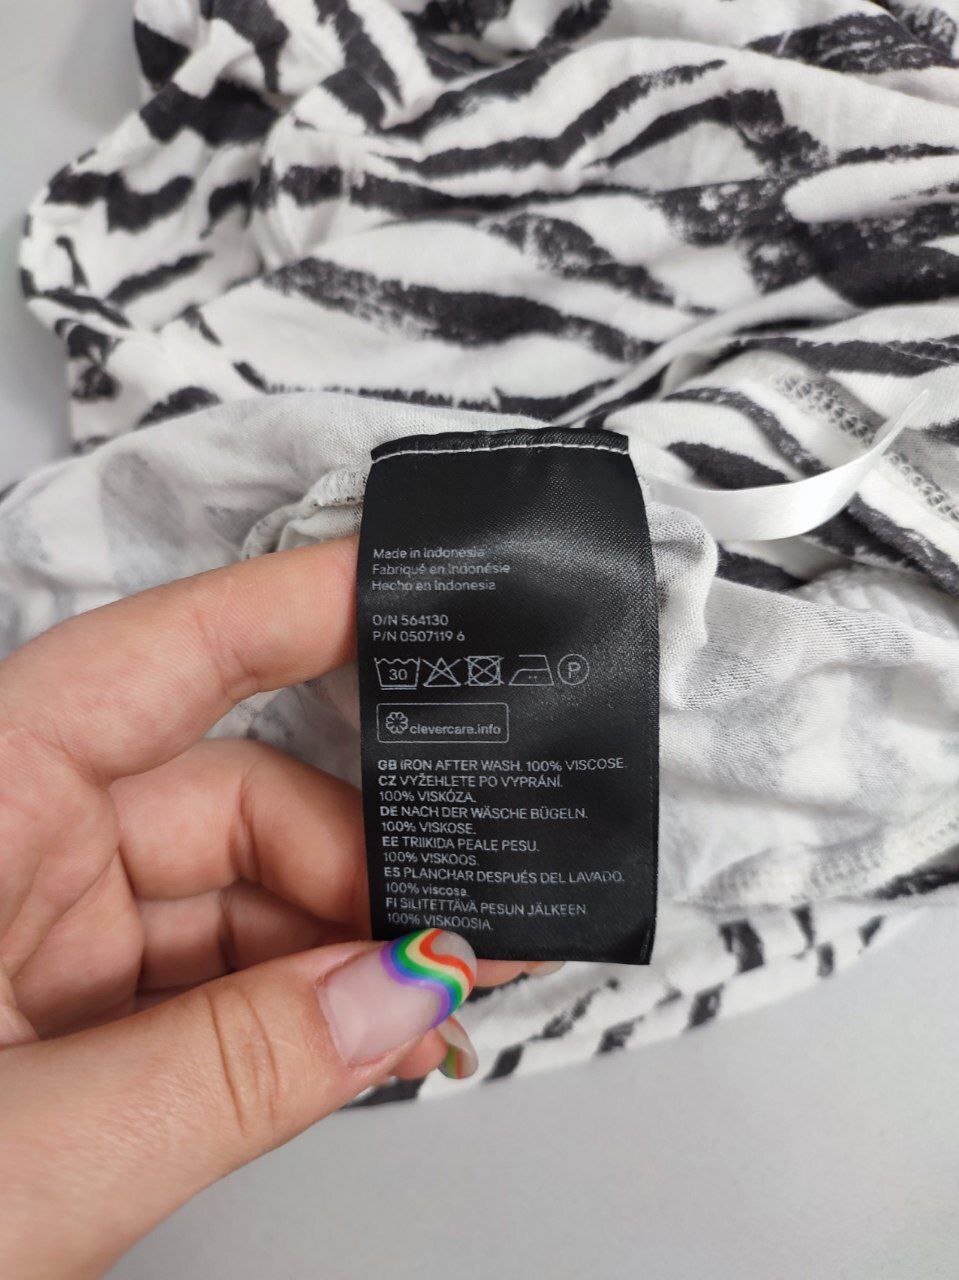 Made in Indonesia
Fabriqué en Indonésie
Hecho en Indonesia
O/N 564130
P/N 0507119 6
30 P
clevercare.info
GB IRON AFTER WASH. 100% VISCOSE.
CZ VYŽEHLETE PO VYPRÁNÍ.
100% VISKÓZA.
DE NACH DER WÄSCHE BÜGELN.
100% VISKOSE.
EE TRIIKIDA PEALE PESU.
100% VISKOOS.
ES PLANCHAR DESPUÉS DEL LAVADO.
100% viscosa.
FI SILITETTÄVÄ PESUN JÄLKEEN.
100% VISKOOSIA.